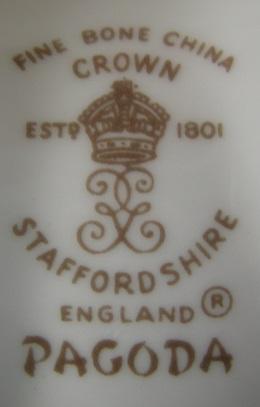 FINE BONE CHINA
CROWN
ESTD 1801
STAFFORDSHIRE
ENGLAND ®
PAGODA